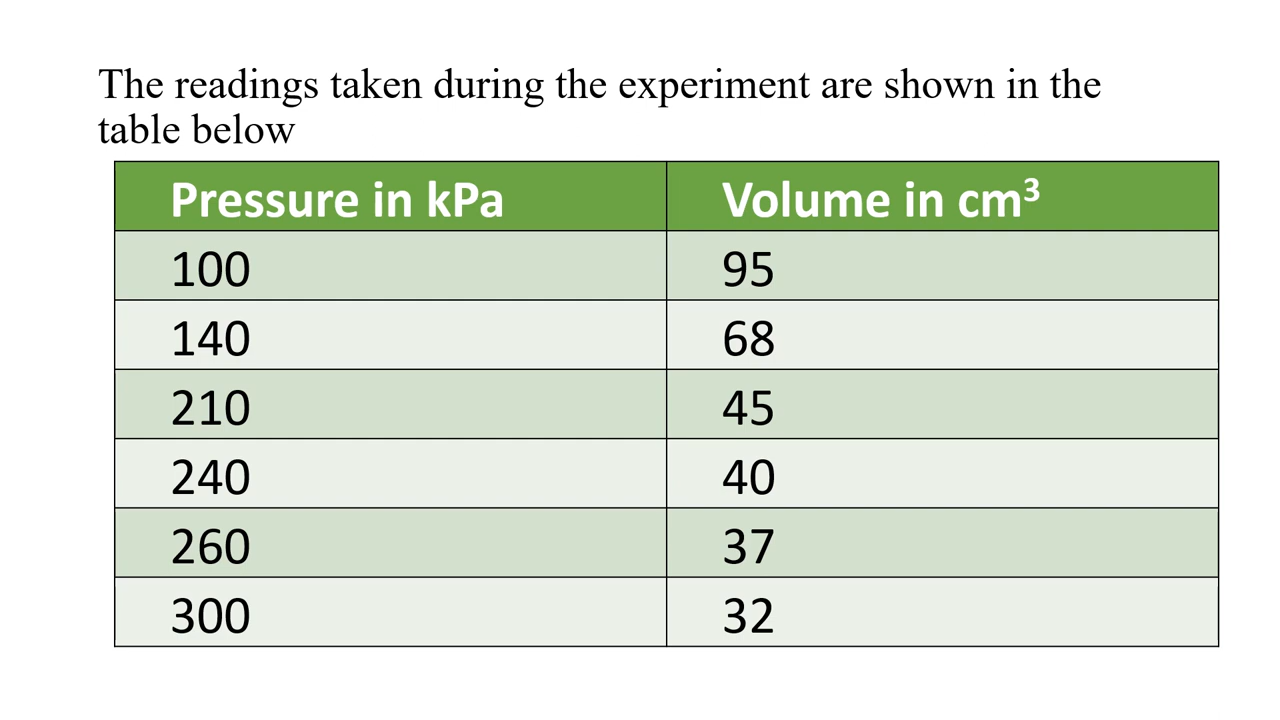 The readings taken during the experiment are shown in the
table below
Pressure in kPa Volume in cm³
100 95
140 68
210 45
240 40
260 37
300 32